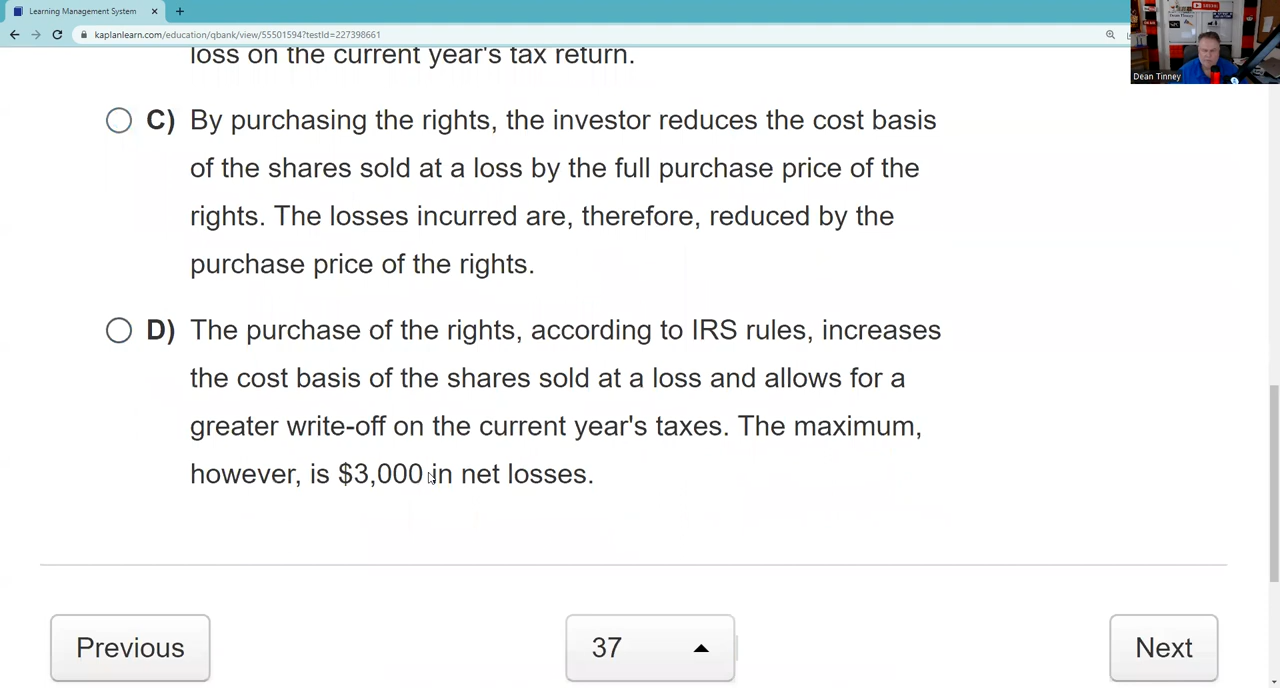 Learning Management System
kaplanlearn.com/education/qbank/view/55501594?testId=227398661
Dean Tinney
loss on the current year's tax return.
C) By purchasing the rights, the investor reduces the cost basis
of the shares sold at a loss by the full purchase price of the
rights. The losses incurred are, therefore, reduced by the
purchase price of the rights.
D) The purchase of the rights, according to IRS rules, increases
the cost basis of the shares sold at a loss and allows for a
greater write-off on the current year's taxes. The maximum,
however, is $3,000 in net losses.
Previous
37
Next